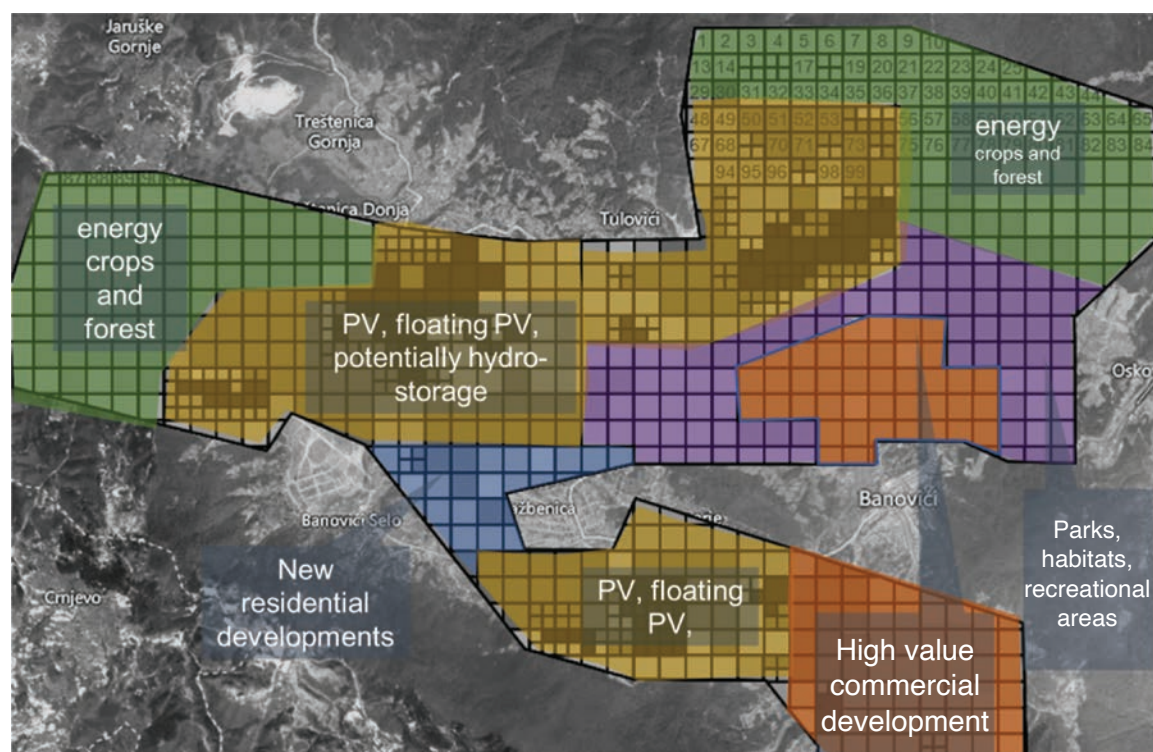 Jaruške
Gornje
Treštenica
Gornja
Tulovići
1 2 3 4 5 6 7 8 9 10
13 14 17 19 20 21 22 23 24 25
29 30 31 32 33 34 35 36 37 38 39 40 41 42 43 44
48 49 50 51 52 53 56 57 62 63 64 65
67 68 70 71 73 75 76 82 83 84
94 95 96 98 99
energy
crops and
forest
energy
crops
and
forest
PV, floating PV,
potentially hydro-
storage
Osko
Banovići Selo
Banovići
New
residential
developments
PV, floating
PV,
Parks,
habitats,
recreational
areas
High value
commercial
development